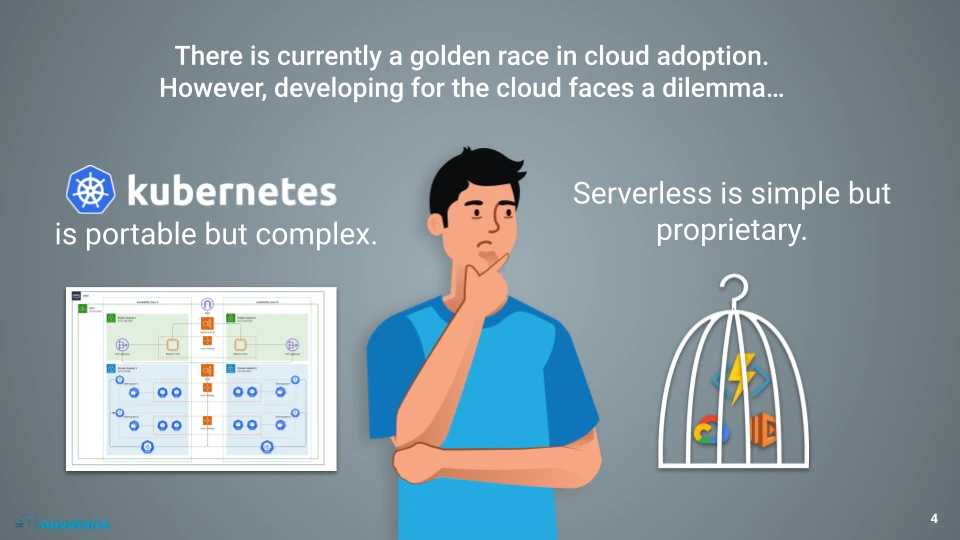 There is currently a golden race in cloud adoption.
However, developing for the cloud faces a dilemma…
kubernetes
is portable but complex.
Serverless is simple but
proprietary.
4